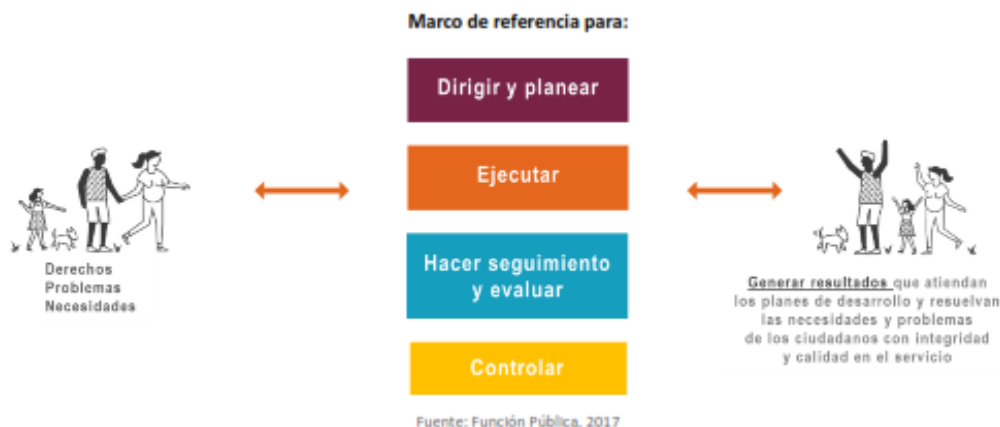 Marco de referencia para:
Dirigir y planear
Ejecutar
Hacer seguimiento
y evaluar
Controlar
Derechos
Problemas
Necesidades
Generar resultados que atiendan
los planes de desarrollo y resuelvan
las necesidades y problemas
de los ciudadanos con integridad
y calidad en el servicio
Fuente: Función Pública, 2017